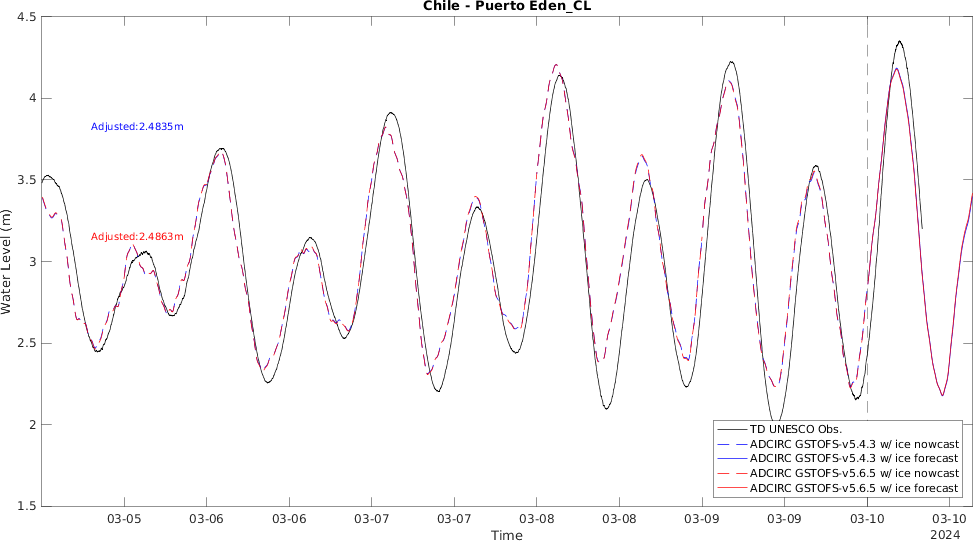 Chile - Puerto Eden_CL
4.5
4
3.5
3
2.5
2
1.5
Water Level (m)
Adjusted:2.4835m
Adjusted:2.4863m
TD UNESCO Obs.
ADCIRC GSTOFS-v5.4.3 w/ ice nowcast
ADCIRC GSTOFS-v5.4.3 w/ ice forecast
ADCIRC GSTOFS-v5.6.5 w/ ice nowcast
ADCIRC GSTOFS-v5.6.5 w/ ice forecast
03-05 03-06 03-06 03-07 03-07 03-08 03-08 03-09 03-09 03-10 03-10
Time 2024